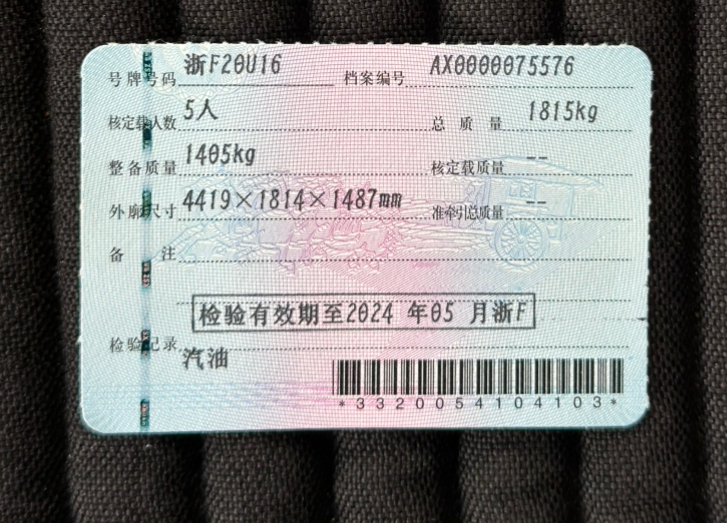 号牌号码 浙F20U16 档案编号 AX0000075576
核定载人数 5人 总质量 1815kg
整备质量 1405kg 核定载质量 --
外廓尺寸 4419×1814×1487mm 准牵引总质量 --
备注
检验有效期至2024 年05 月浙F
检验记录
汽油
*3320054104103*